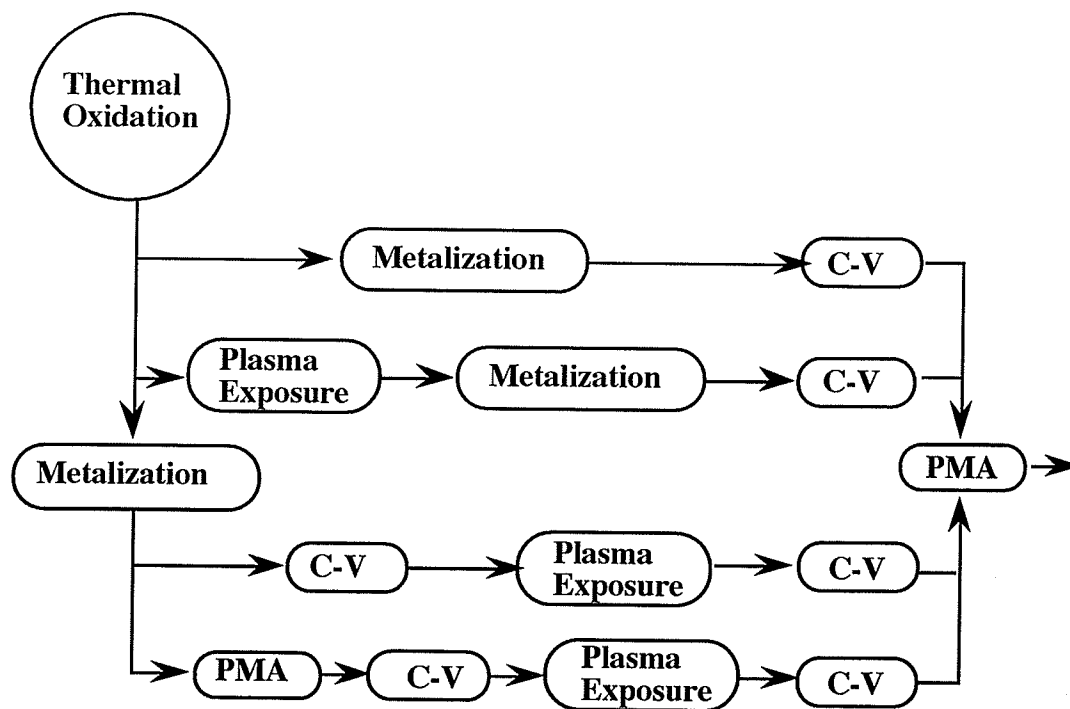 Thermal
Oxidation
Metalization
C-V
Plasma
Exposure
Metalization
C-V
Metalization
PMA
C-V
Plasma
Exposure
C-V
PMA
C-V
Plasma
Exposure
C-V